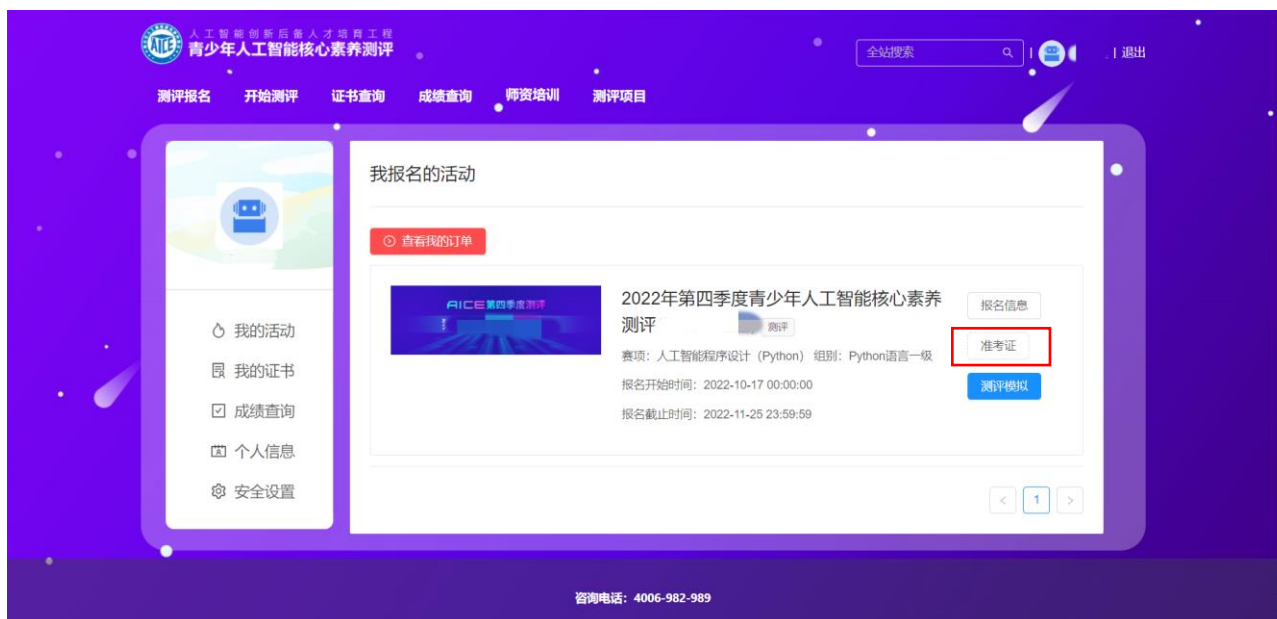 人工智能创新后备人才培育工程
青少年人工智能核心素养测评
全站搜索
| 退出
测评报名 开始测评 证书查询 成绩查询 师资培训 测评项目
我报名的活动
查看我的订单
AICE第四季度测评
2022年第四季度青少年人工智能核心素养
测评 测评
赛项：人工智能程序设计（Python） 组别：Python语言一级
报名开始时间：2022-10-17 00:00:00
报名截止时间：2022-11-25 23:59:59
报名信息
准考证
测评模拟
我的活动
我的证书
成绩查询
个人信息
安全设置
< 1 >
咨询电话：4006-982-989